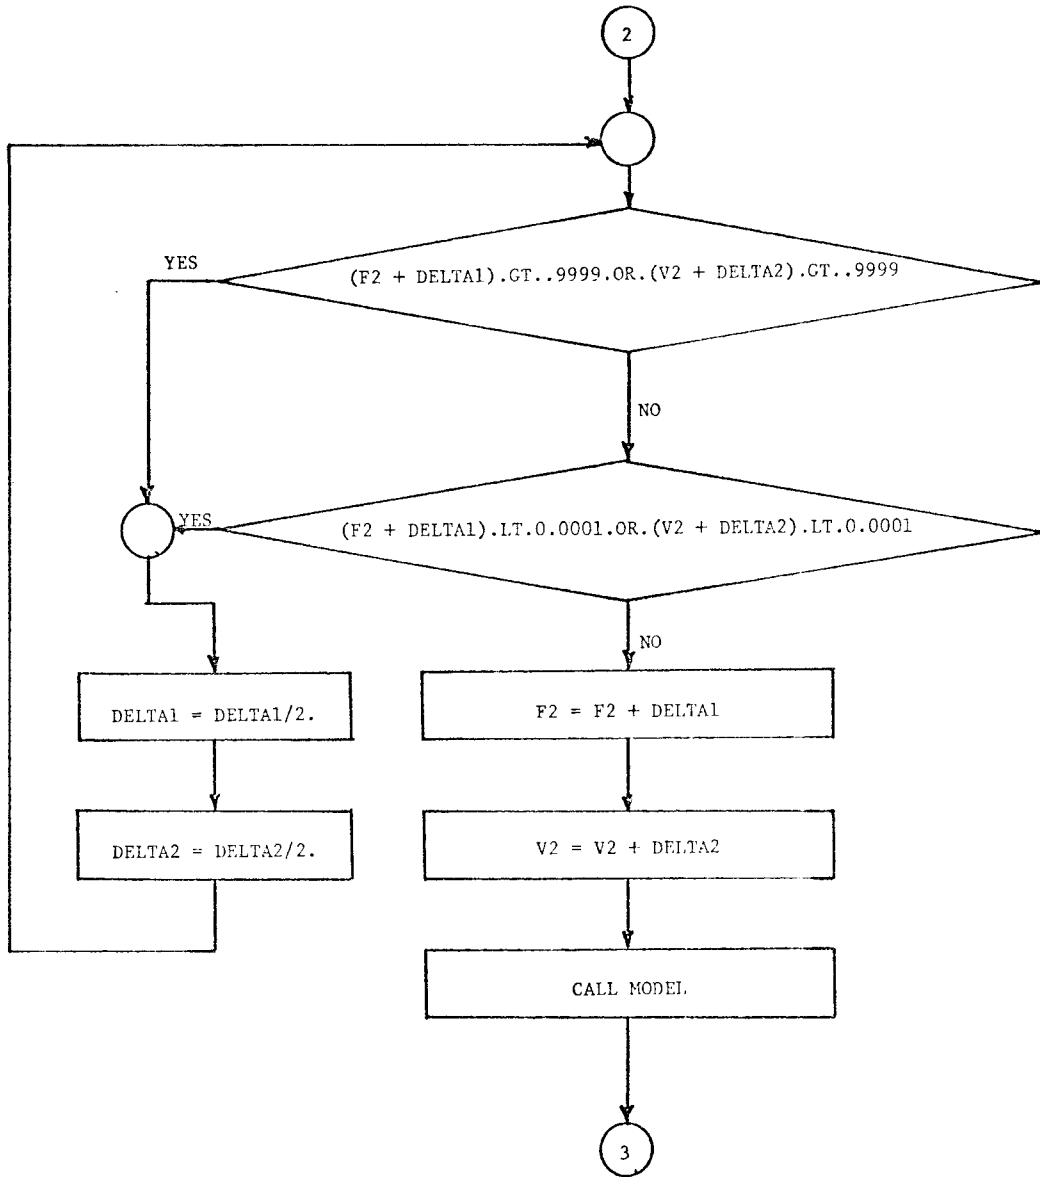 2
YES
(F2 + DELTA1).GT..9999.OR.(V2 + DELTA2).GT..9999
NO
YES
(F2 + DELTA1).LT.0.0001.OR.(V2 + DELTA2).LT.0.0001
NO
DELTA1 = DELTA1/2.
F2 = F2 + DELTA1
DELTA2 = DELTA2/2.
V2 = V2 + DELTA2
CALL MODEL
3